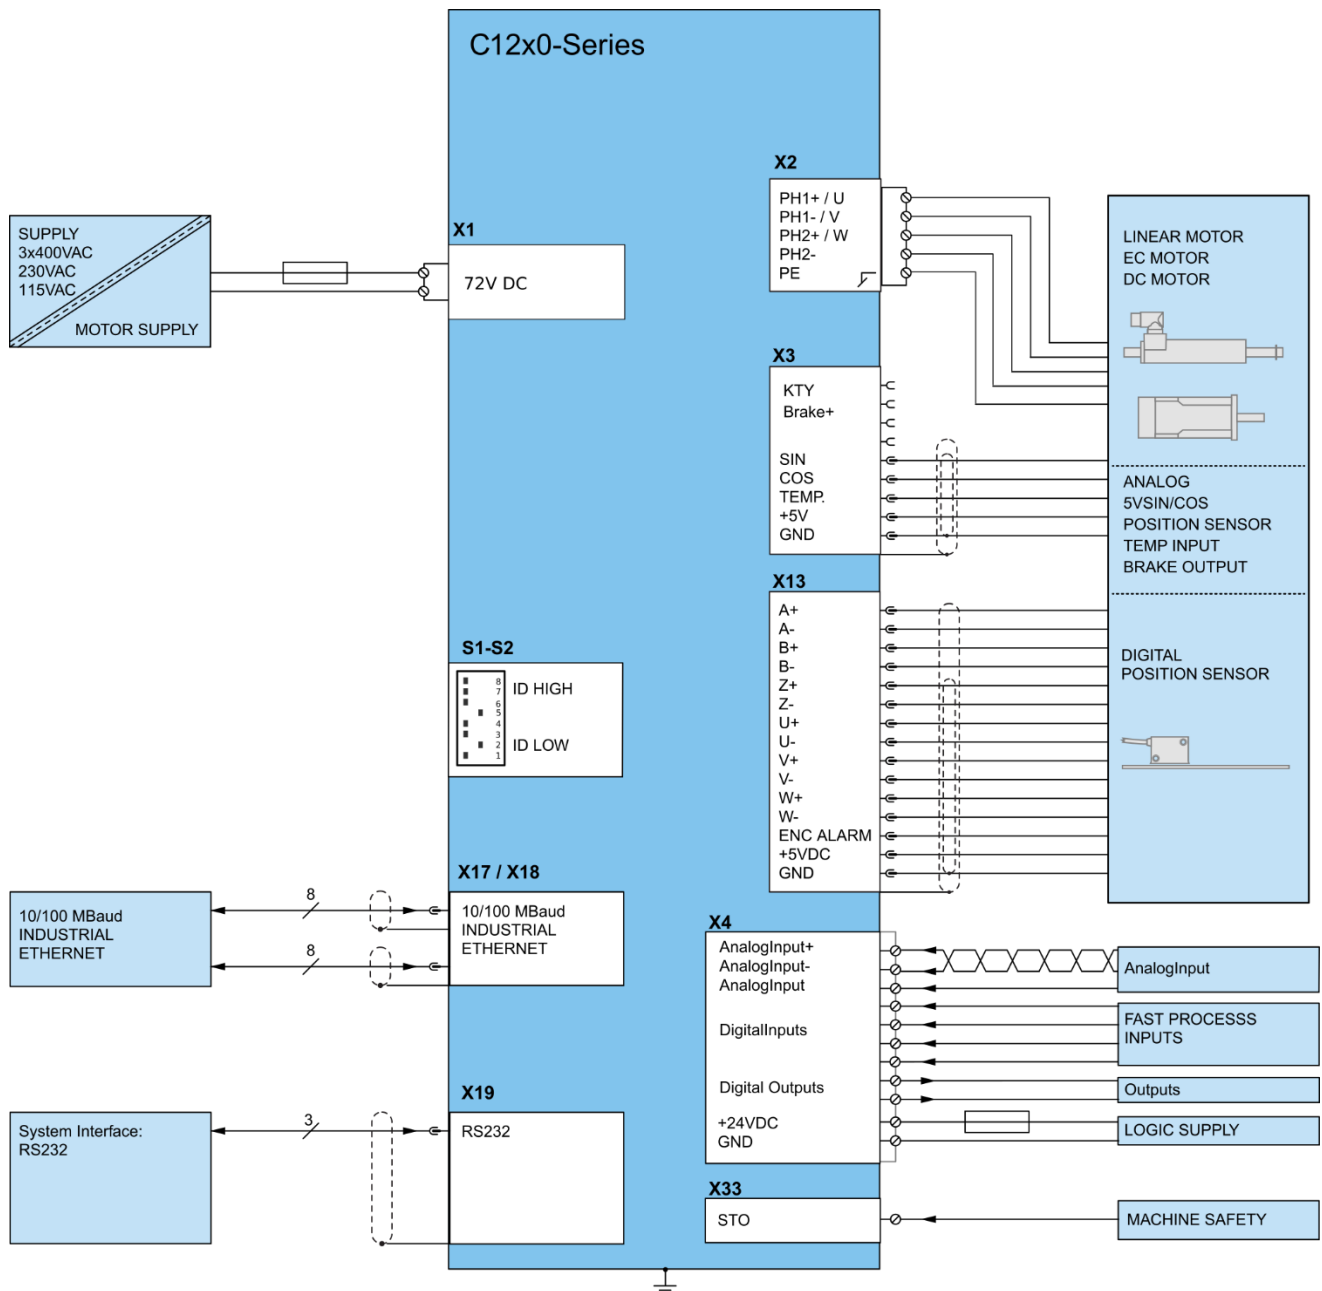 C12x0-Series
SUPPLY
3x400VAC
230VAC
115VAC
MOTOR SUPPLY
X1
72V DC
X2
PH1+ / U
PH1- / V
PH2+ / W
PH2-
PE
LINEAR MOTOR
EC MOTOR
DC MOTOR
X3
KTY
Brake+
SIN
COS
TEMP.
+5V
GND
ANALOG
5VSIN/COS
POSITION SENSOR
TEMP INPUT
BRAKE OUTPUT
X13
A+
A-
B+
B-
Z+
Z-
U+
U-
V+
V-
W+
W-
ENC ALARM
+5VDC
GND
DIGITAL
POSITION SENSOR
S1-S2
8
7
6
5
4
3
2
1
ID HIGH
ID LOW
X17 / X18
10/100 MBaud
INDUSTRIAL
ETHERNET
8
8
10/100 MBaud
INDUSTRIAL
ETHERNET
X4
AnalogInput+
AnalogInput-
AnalogInput
DigitalInputs
Digital Outputs
+24VDC
GND
AnalogInput
FAST PROCESSS
INPUTS
Outputs
LOGIC SUPPLY
X19
System Interface:
RS232
3
RS232
X33
STO
MACHINE SAFETY